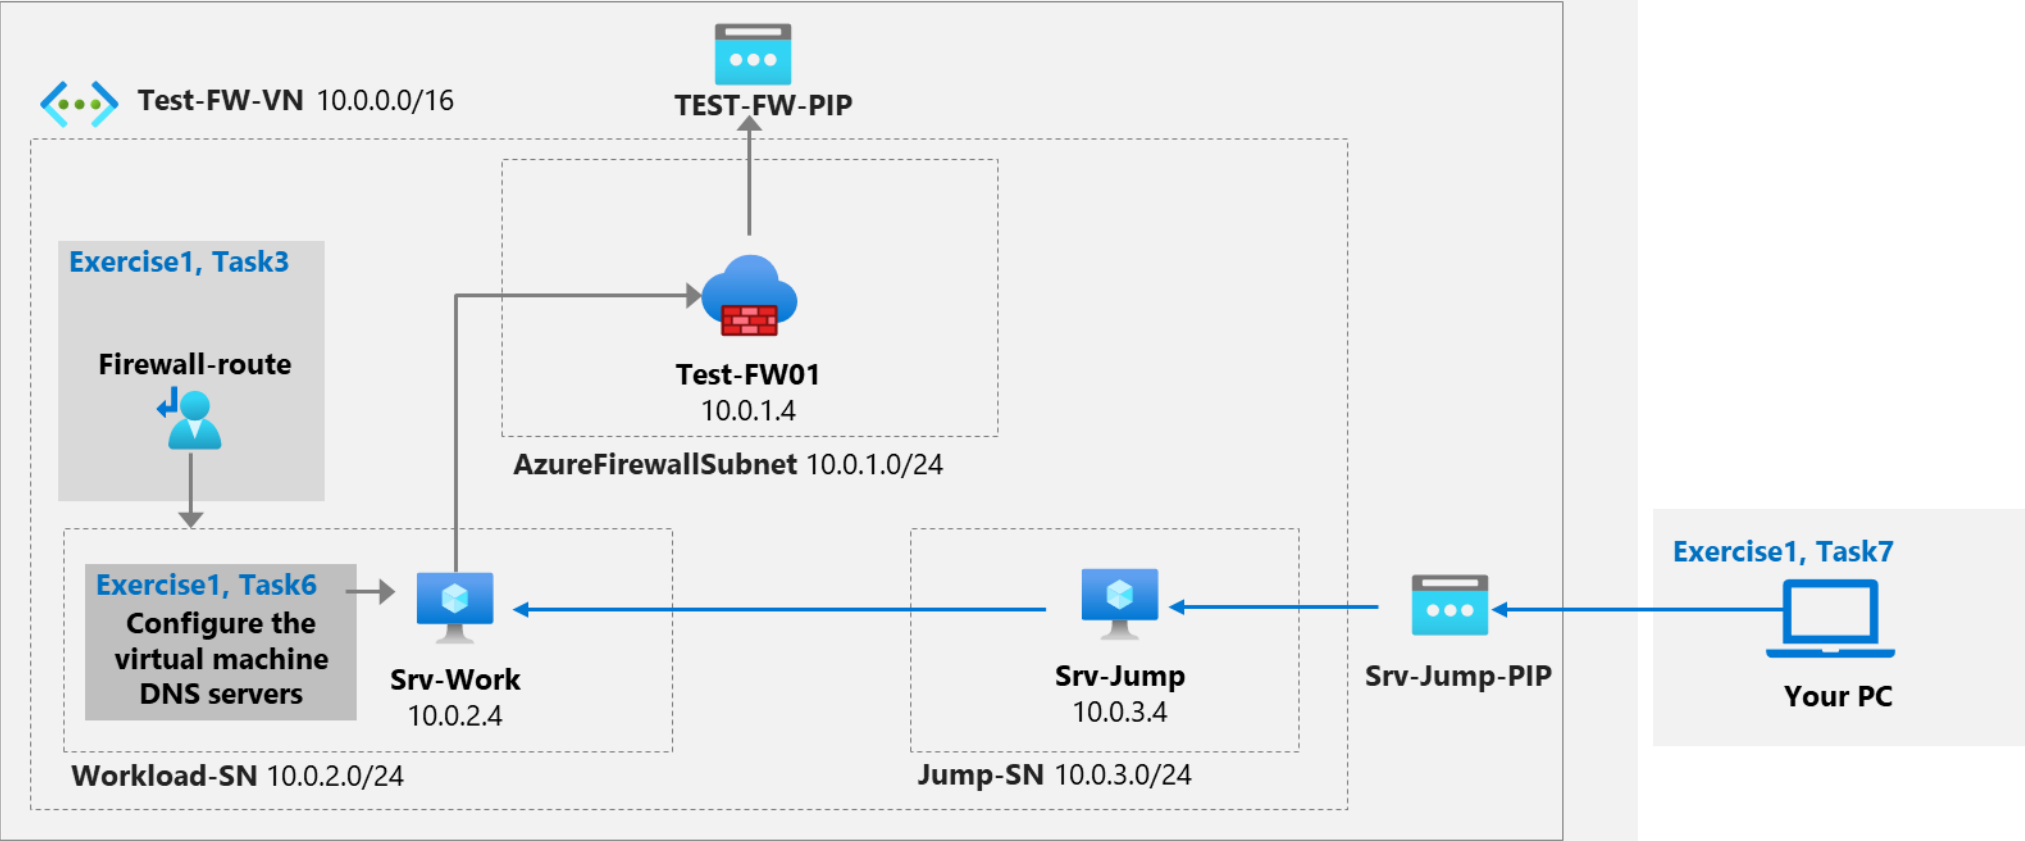 TEST-FW-PIP
Test-FW-VN 10.0.0.0/16
Exercise1, Task3
Firewall-route
Test-FW01
10.0.1.4
AzureFirewallSubnet 10.0.1.0/24
Exercise1, Task6
Configure the
virtual machine
DNS servers
Srv-Work
10.0.2.4
Workload-SN 10.0.2.0/24
Srv-Jump
10.0.3.4
Jump-SN 10.0.3.0/24
Srv-Jump-PIP
Exercise1, Task7
Your PC